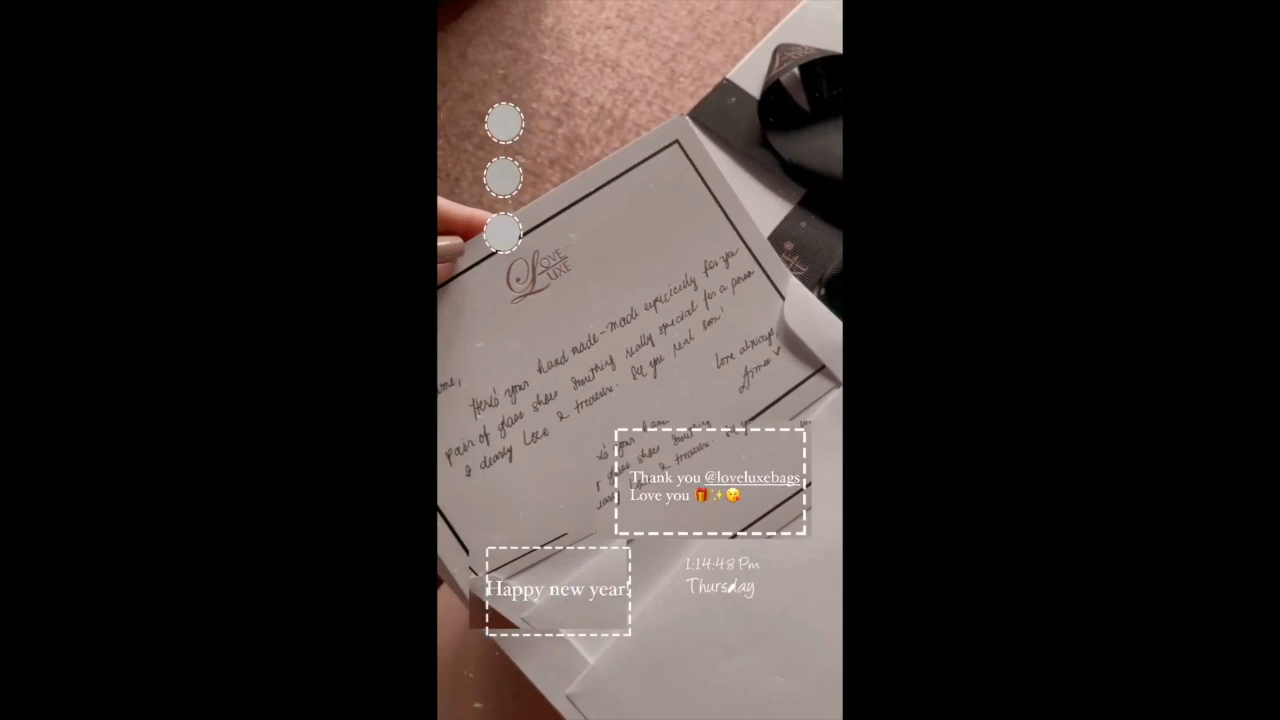 LOVE
LUXE
Here's your hand made-made especially for you
pair of glass shoes something really special for a person
I dearly love & treasure. See you real soon!
love always,
Aimee
Thank you @loveluxebags
Love you 🎁✨😘
Happy new year!
1:14:48 Pm
Thursday